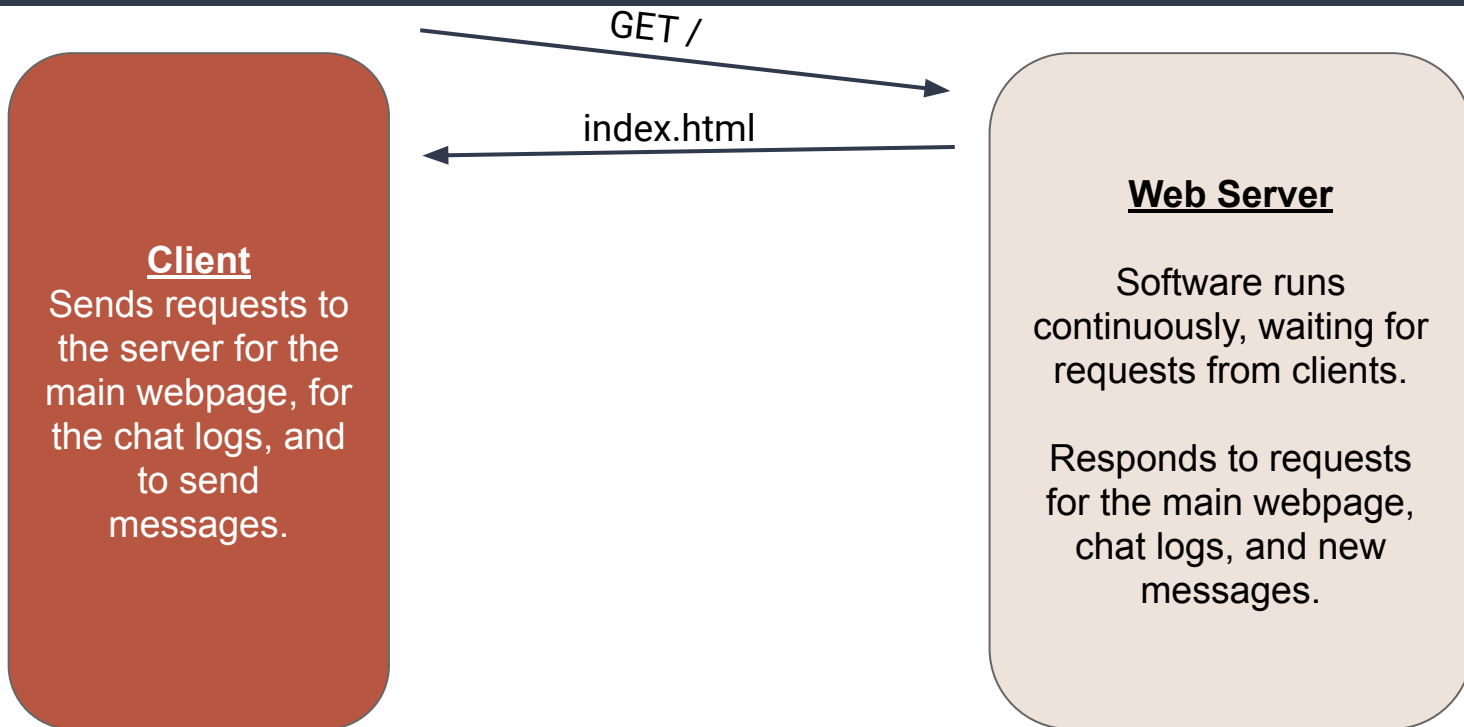 GET /
index.html
Client
Sends requests to
the server for the
main webpage, for
the chat logs, and
to send
messages.
Web Server
Software runs
continuously, waiting for
requests from clients.
Responds to requests
for the main webpage,
chat logs, and new
messages.